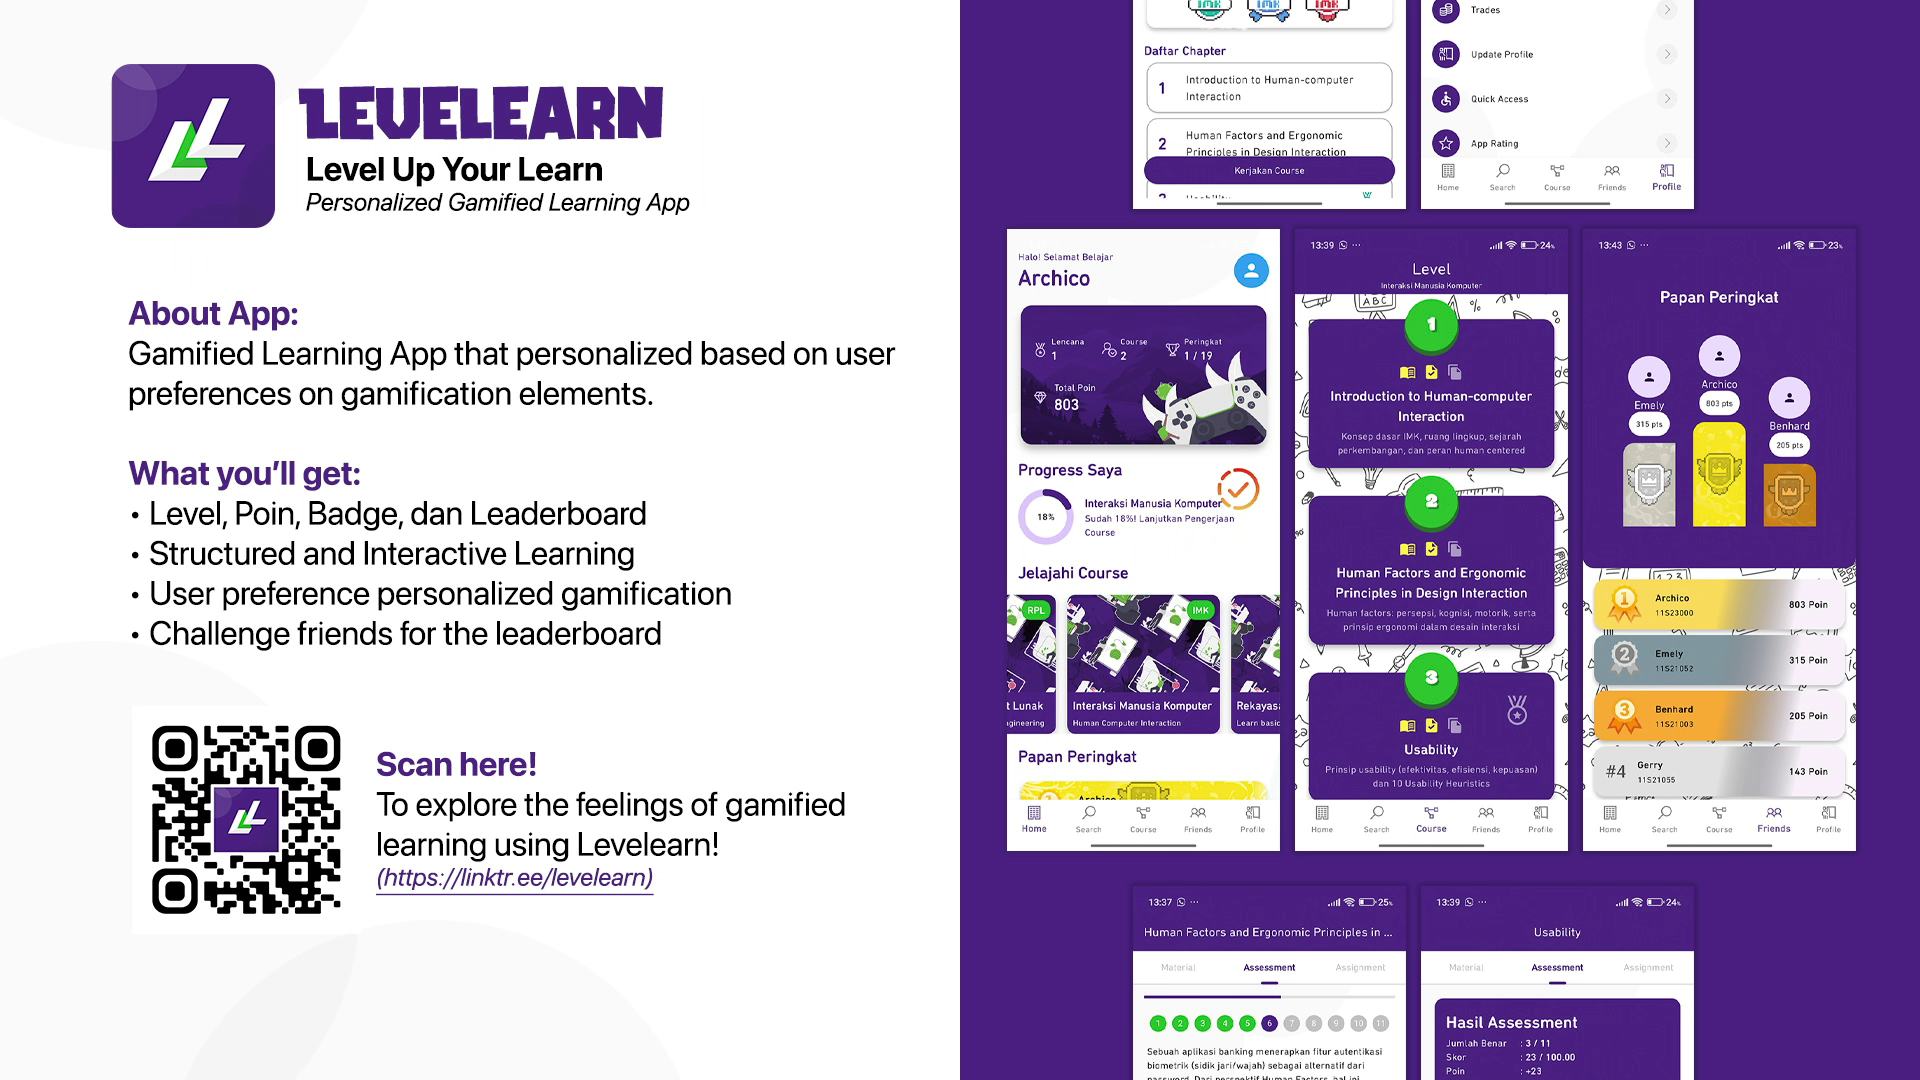 LEVELEARN
Level Up Your Learn
Personalized Gamified Learning App
About App:
Gamified Learning App that personalized based on user
preferences on gamification elements.
What you'll get:
• Level, Poin, Badge, dan Leaderboard
• Structured and Interactive Learning
• User preference personalized gamification
• Challenge friends for the leaderboard
Scan here!
To explore the feelings of gamified
learning using Levelearn!
(https://linktr.ee/levelearn)
IMK IMK IMK
Daftar Chapter
1
Introduction to Human-computer
Interaction
2
Human Factors and Ergonomic
Principles in Design Interaction
Kerjakan Course
Trades
Update Profile
Quick Access
App Rating
Home Search Course Friends Profile
Halo! Selamat Belajar
Archico
Lencana
1
Course
2
Peringkat
1 / 19
Total Poin
803
Progress Saya
18%
Interaksi Manusia Komputer
Sudah 18%! Lanjutkan Pengerjaan
Course
Jelajahi Course
RPL
IMK
t Lunak
gineering
Interaksi Manusia Komputer
Human Computer Interaction
Rekayasa
Learn basic
Papan Peringkat
Archico
Home Search Course Friends Profile
13:39 ··· 24%
Level
Interaksi Manusia Komputer
ABC
%
1
Introduction to Human-computer
Interaction
Konsep dasar IMK, ruang lingkup, sejarah
perkembangan, dan peran human centered
2
Human Factors and Ergonomic
Principles in Design Interaction
Human factors: persepsi, kognisi, motorik, serta
prinsip ergonomi dalam desain interaksi
3
Usability
Prinsip usability (efektivitas, efisiensi, kepuasan)
dan 10 Usability Heuristics
Home Search Course Friends Profile
13:43 ··· 23%
Papan Peringkat
Archico
803 pts
Emely
315 pts
Benhard
205 pts
1
Archico
11S23000
803 Poin
2
Emely
11S21052
315 Poin
3
Benhard
11S21003
205 Poin
#4
Gerry
11S21055
143 Poin
Home Search Course Friends Profile
13:37 ··· 25%
Human Factors and Ergonomic Principles in ...
Material Assessment Assignment
1 2 3 4 5 6 7 8 9 10 11
Sebuah aplikasi banking menerapkan fitur autentikasi
biometrik (sidik jari/wajah) sebagai alternatif dari
password. Dari perspektif Human Factors, hal ini
13:39 ··· 24%
Usability
Material Assessment Assignment
Hasil Assessment
Jumlah Benar : 3 / 11
Skor : 23 / 100.00
Poin : +23